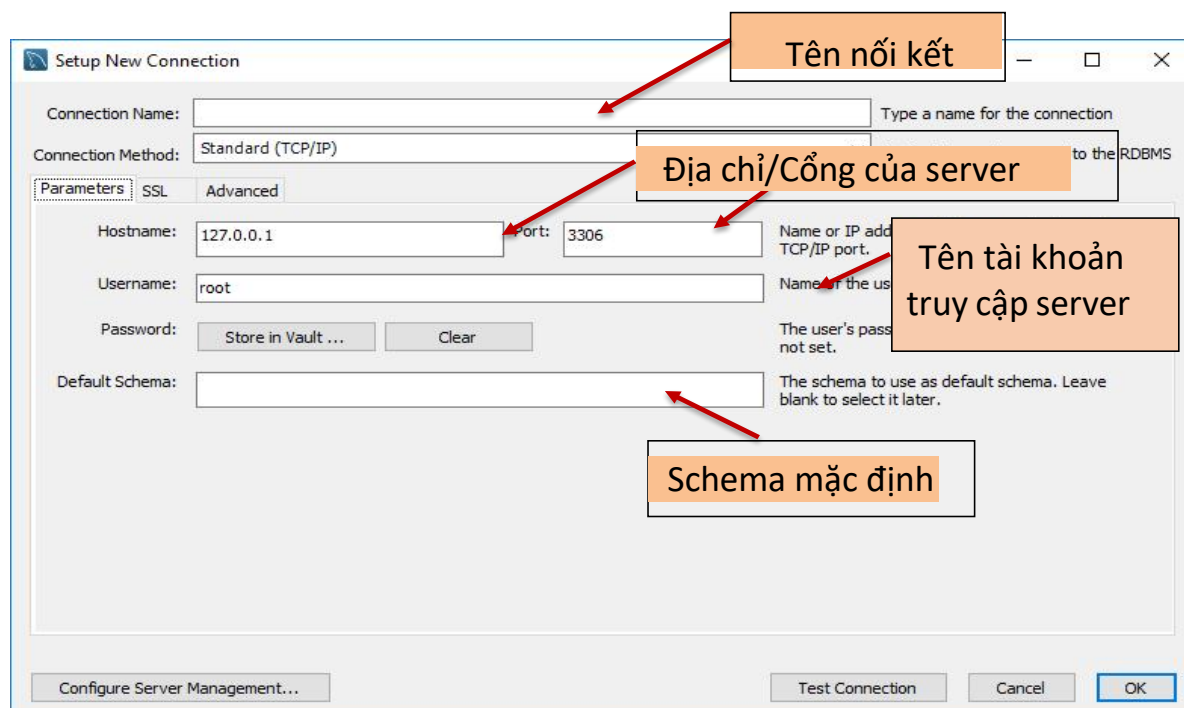 Setup New Connection
Tên nối kết
Connection Name:
Type a name for the connection
Connection Method:
Standard (TCP/IP)
to the RDBMS
Địa chỉ/Cổng của server
Parameters
SSL
Advanced
Hostname:
127.0.0.1
Port:
3306
Name or IP
TCP/IP port.
Username:
root
Name of the
Tên tài khoản
truy cập server
Password:
Store in Vault ...
Clear
The user's
not set.
Default Schema:
The schema to use as default schema. Leave
blank to select it later.
Schema mặc định
Configure Server Management...
Test Connection
Cancel
OK